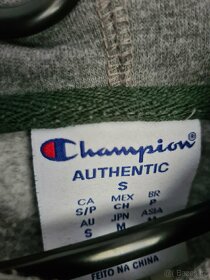 Champion
AUTHENTIC
S
CA MEX BR
S/P CH P
AU JPN ASIA
S M M
FEITO NA CHINA